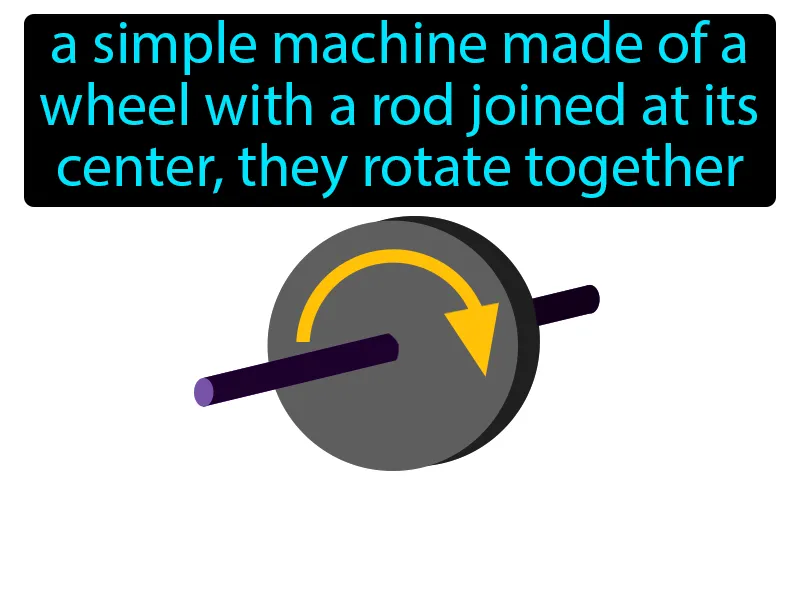 a simple machine made of a
wheel with a rod joined at its
center, they rotate together